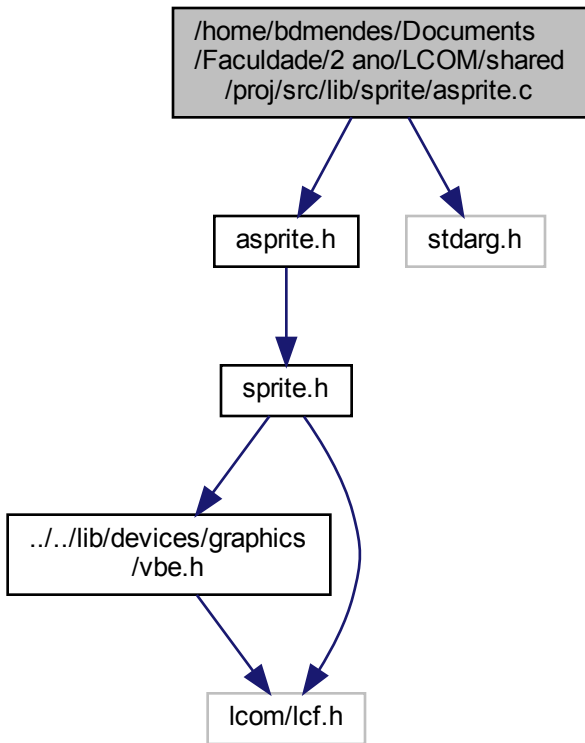 /home/bdmendes/Documents
/Faculdade/2 ano/LCOM/shared
/proj/src/lib/sprite/asprite.c
asprite.h
stdarg.h
sprite.h
../../lib/devices/graphics
/vbe.h
lcom/lcf.h